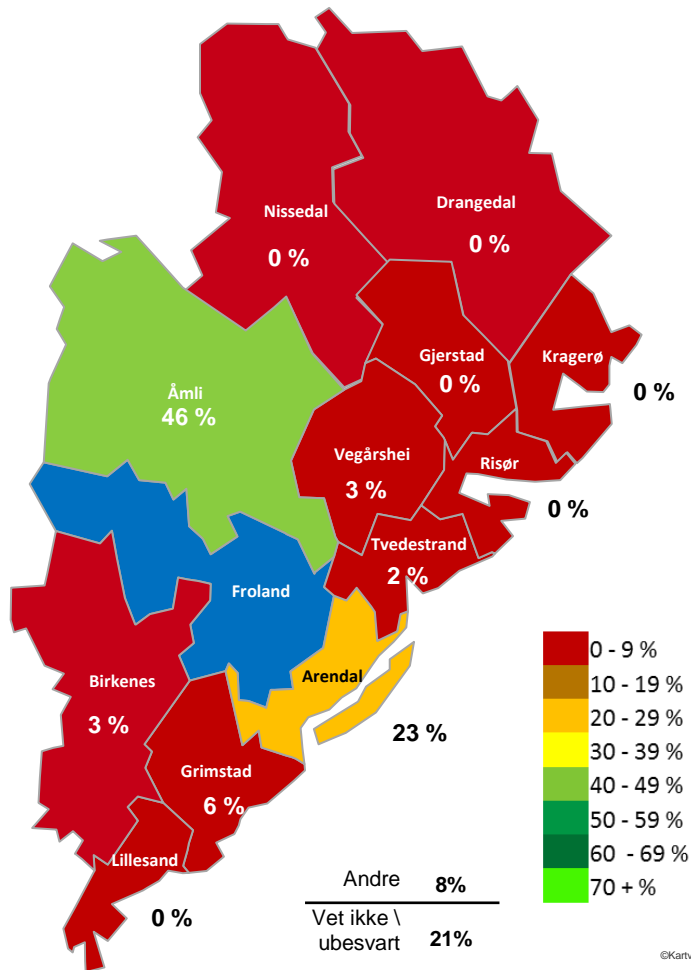 Nissedal
0 %
Drangedal
0 %
Gjerstad
0 %
Kragerø
0 %
Åmli
46 %
Vegårshei
3 %
Risør
0 %
Tvedestrand
2 %
Froland
Arendal
23 %
Birkenes
3 %
Grimstad
6 %
Lillesand
0 %
0 - 9 %
10 - 19 %
20 - 29 %
30 - 39 %
40 - 49 %
50 - 59 %
60 - 69 %
70 + %
Andre 8%
Vet ikke \
ubesvart 21%
©Kartv